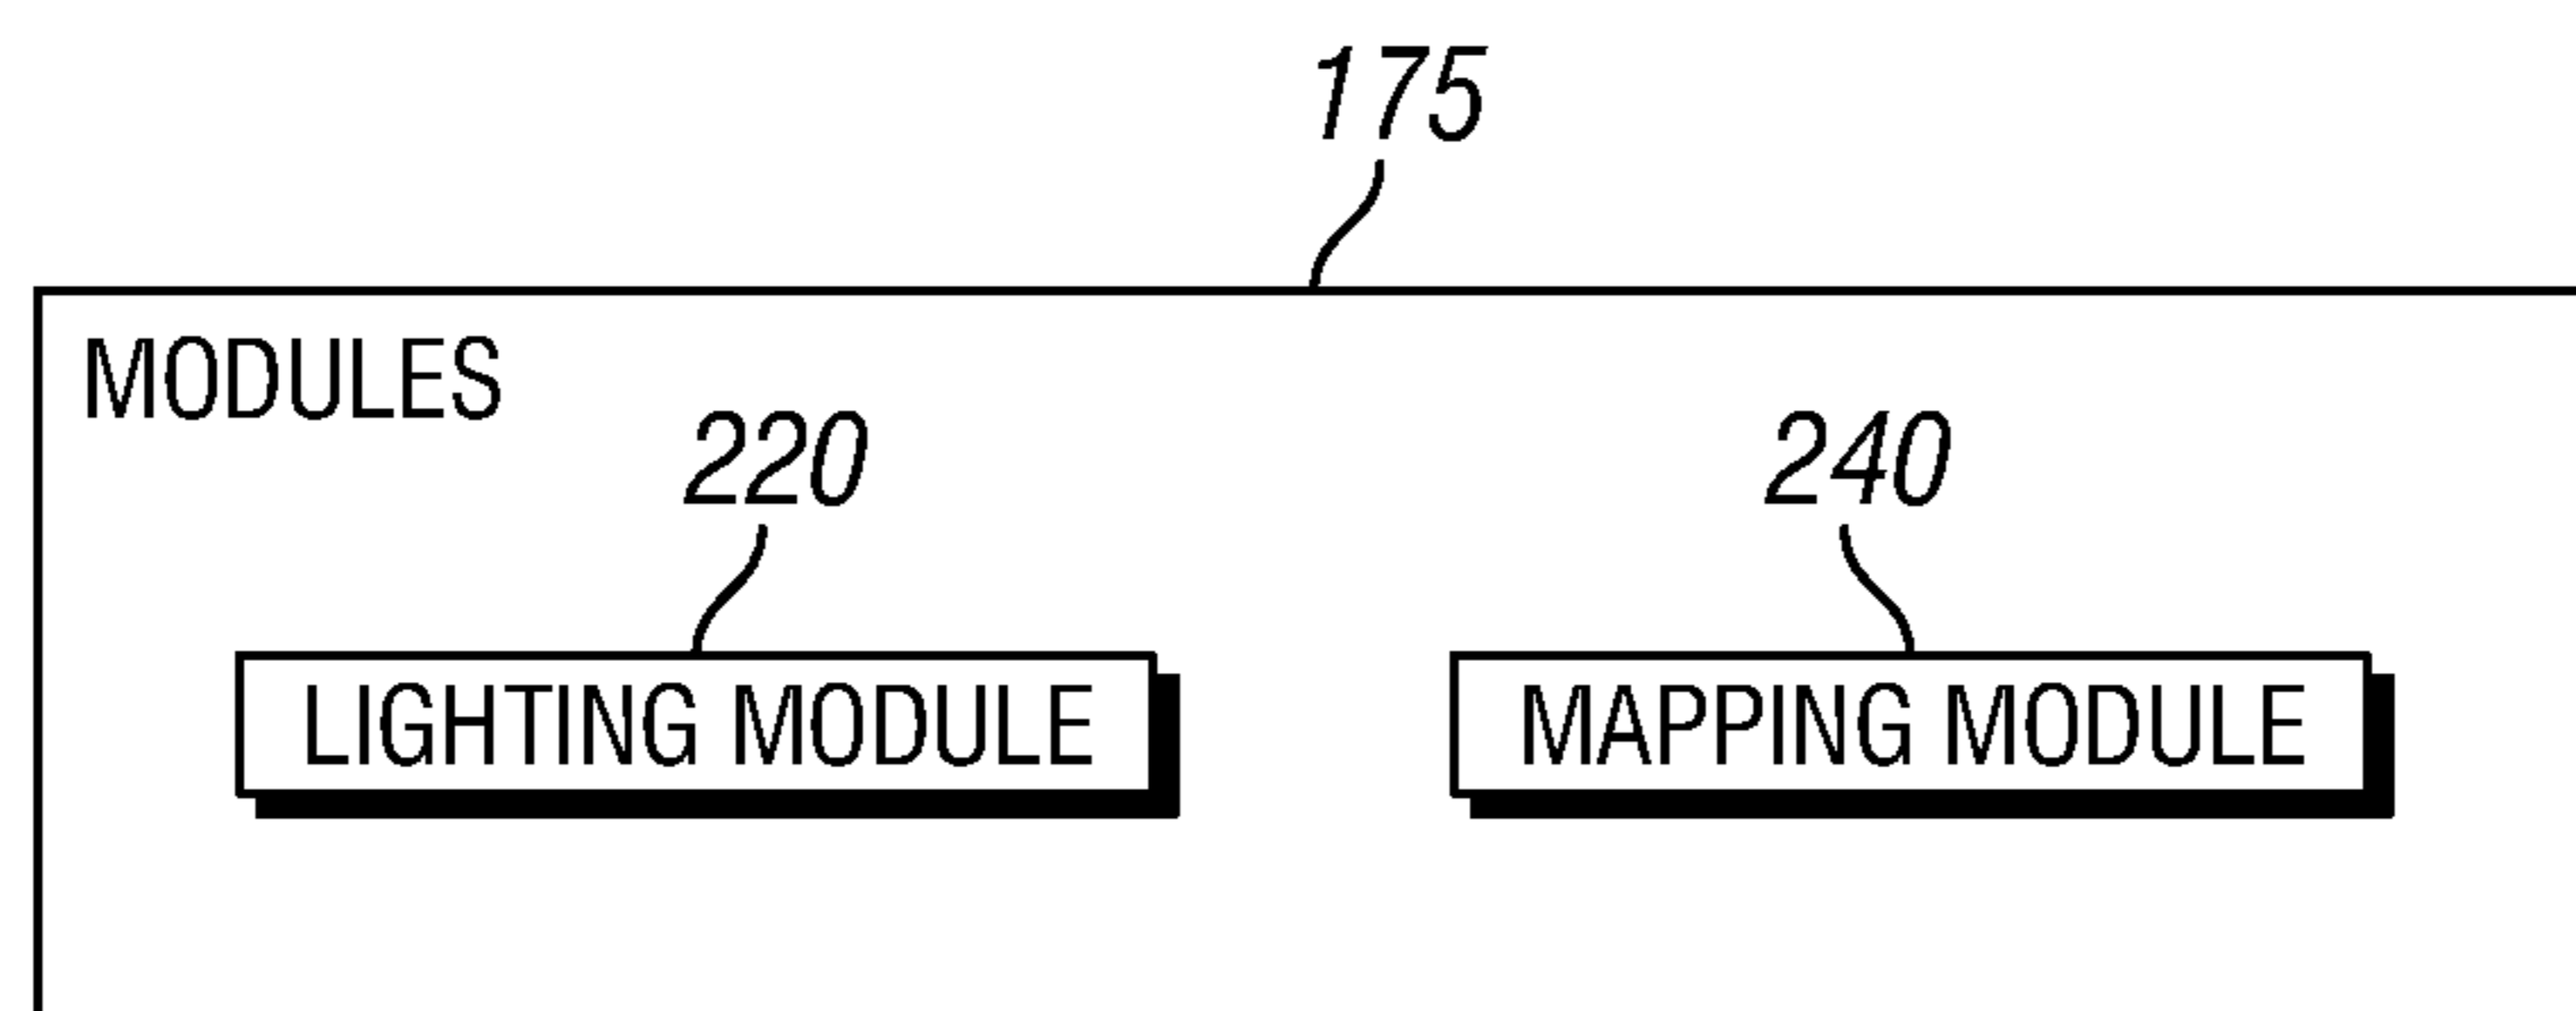 175
MODULES
220
240
LIGHTING MODULE
MAPPING MODULE